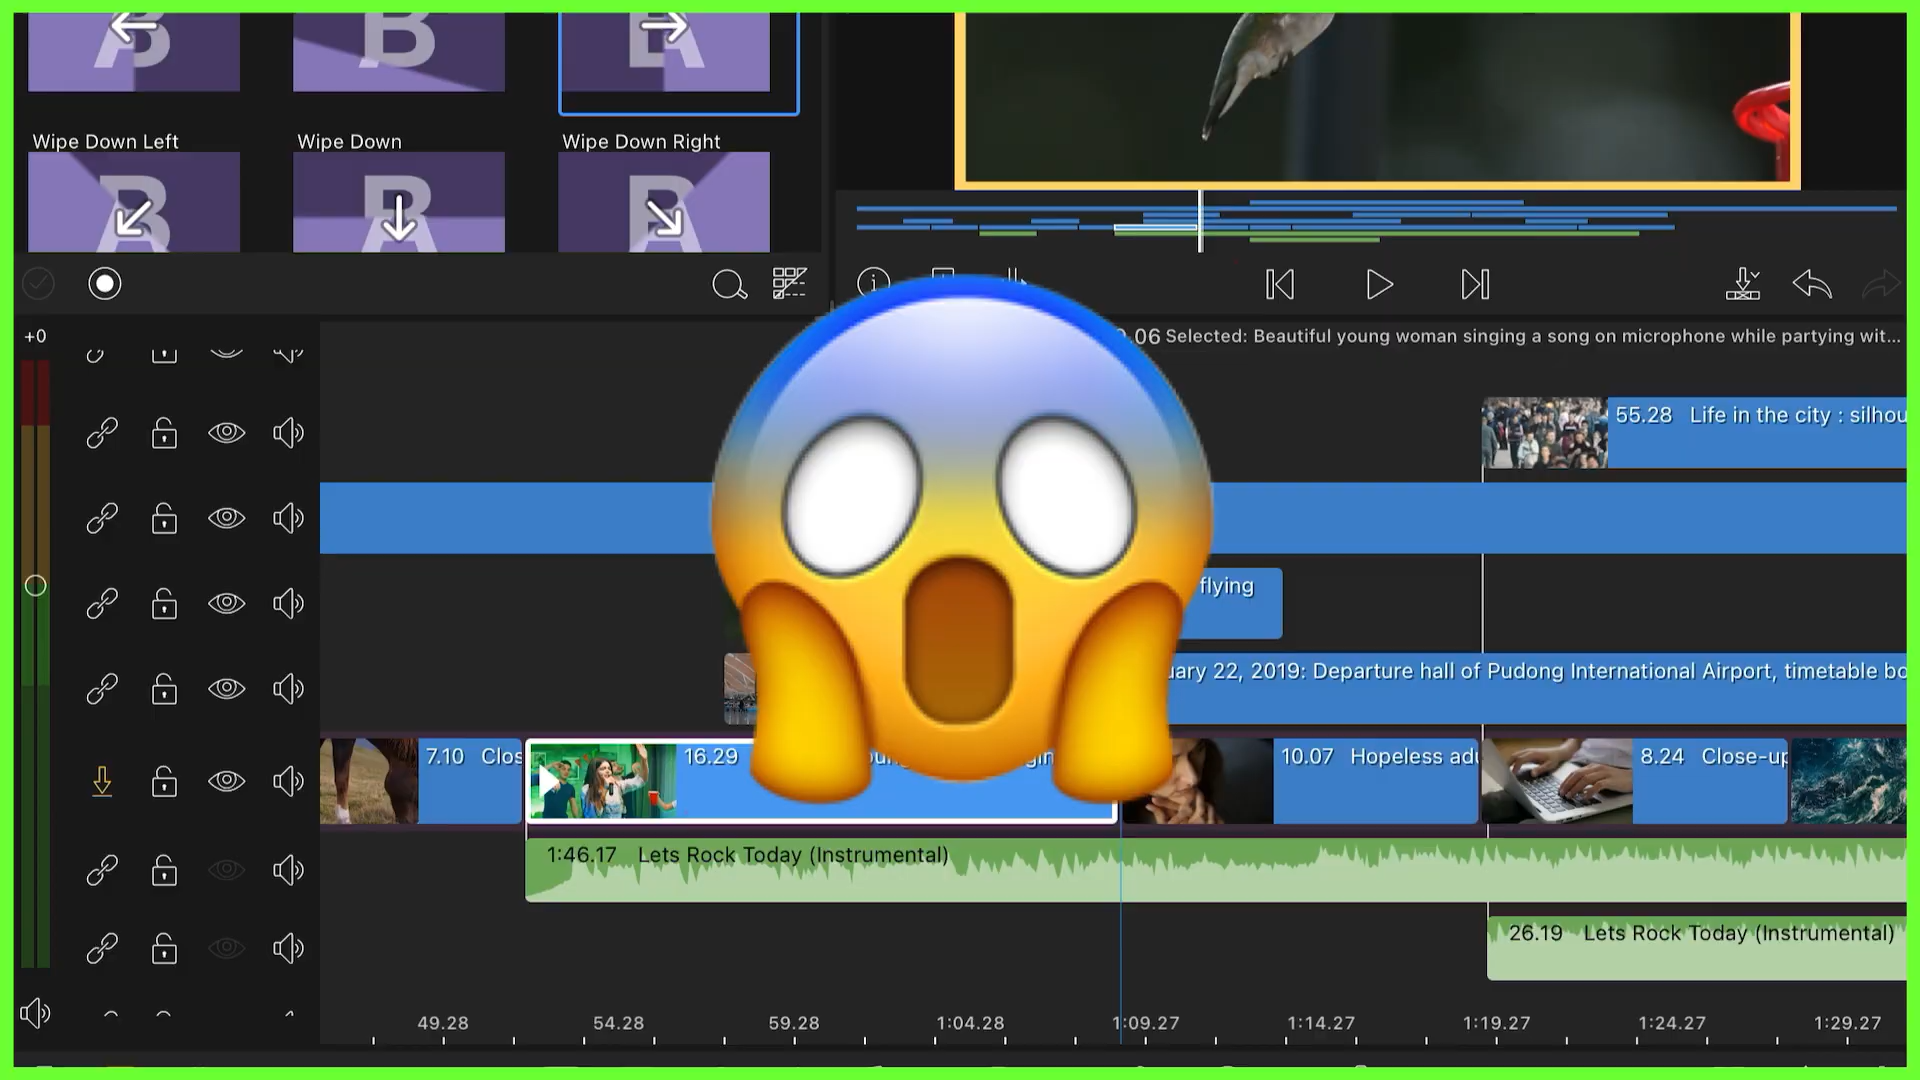 B
B
B
A
A
A
Wipe Down Left
Wipe Down
Wipe Down Right
B
B
B
A
A
A
+0
.06 Selected: Beautiful young woman singing a song on microphone while partying wit...
55.28 Life in the city : silhou
flying
uary 22, 2019: Departure hall of Pudong International Airport, timetable bo
7.10 Clos
16.29
10.07 Hopeless adu
8.24 Close-up
1:46.17 Lets Rock Today (Instrumental)
26.19 Lets Rock Today (Instrumental)
49.28 54.28 59.28 1:04.28 1:09.27 1:14.27 1:19.27 1:24.27 1:29.27